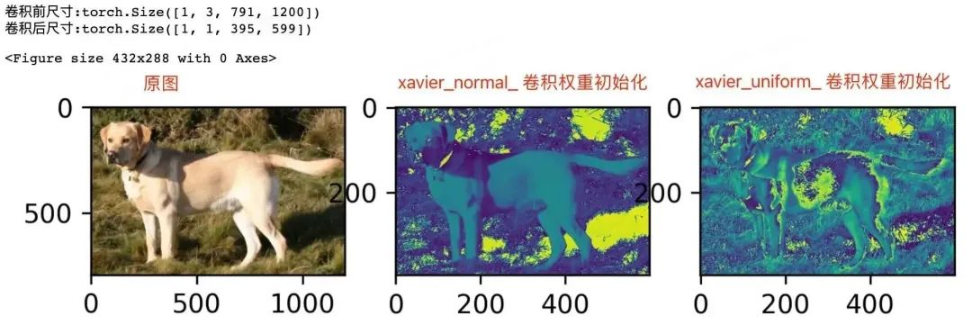 卷积前尺寸:torch.Size([1, 3, 791, 1200])
卷积后尺寸:torch.Size([1, 1, 395, 599])
<Figure size 432x288 with 0 Axes>
原图
xavier_normal_ 卷积权重初始化
xavier_uniform_ 卷积权重初始化
0
0
0
500
200
200
0 500 1000
0 200 400
0 200 400